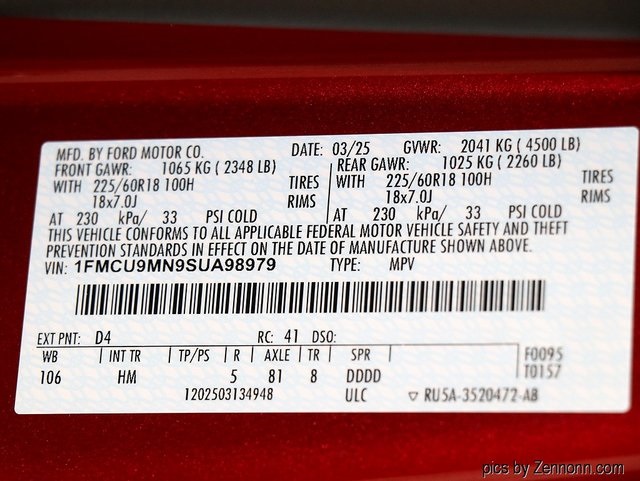 MFD. BY FORD MOTOR CO. DATE: 03/25 GVWR: 2041 KG ( 4500 LB)
FRONT GAWR: 1065 KG ( 2348 LB) REAR GAWR: 1025 KG ( 2260 LB)
WITH 225/60R18 100H TIRES WITH 225/60R18 100H TIRES
18x7.0J RIMS 18x7.0J RIMS
AT 230 kPa/ 33 PSI COLD AT 230 kPa/ 33 PSI COLD
THIS VEHICLE CONFORMS TO ALL APPLICABLE FEDERAL MOTOR VEHICLE SAFETY AND THEFT
PREVENTION STANDARDS IN EFFECT ON THE DATE OF MANUFACTURE SHOWN ABOVE.
VIN: 1FMCU9MN9SUA98979 TYPE: MPV
EXT PNT: D4 RC: 41 DSO:
WB INT TR TP/PS R AXLE TR SPR F0095
106 HM 5 81 8 DDDD T0157
1202503134948 ULC ▽ RU5A-3520472-AB
pics by Zennonn.com